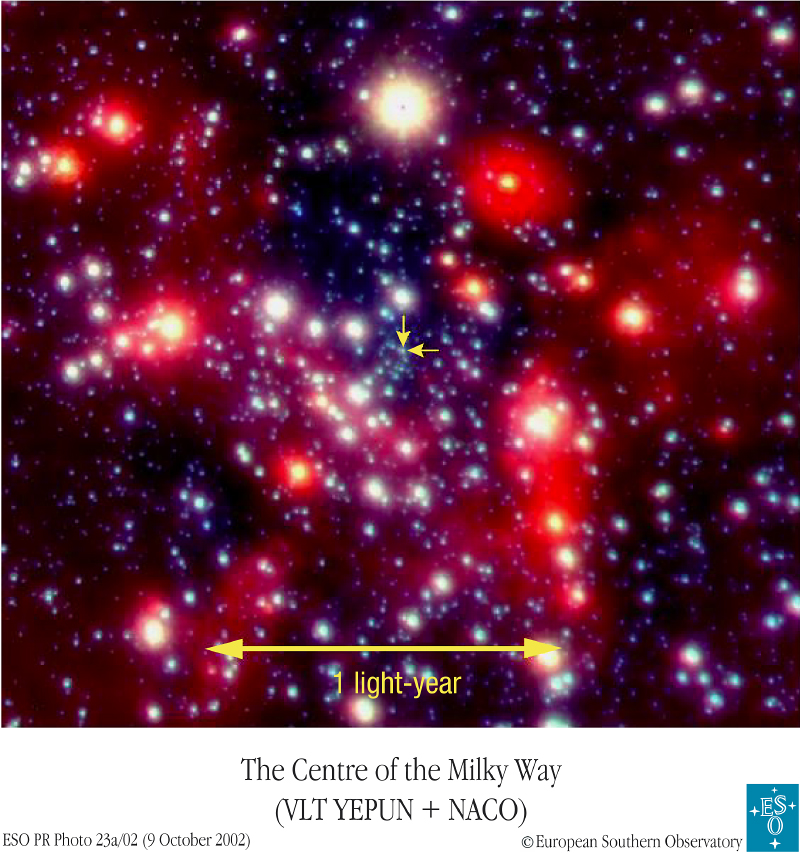 1 light-year
The Centre of the Milky Way
(VLT YEPUN + NACO)
ESO PR Photo 23a/02 (9 October 2002)
© European Southern Observatory
ESO